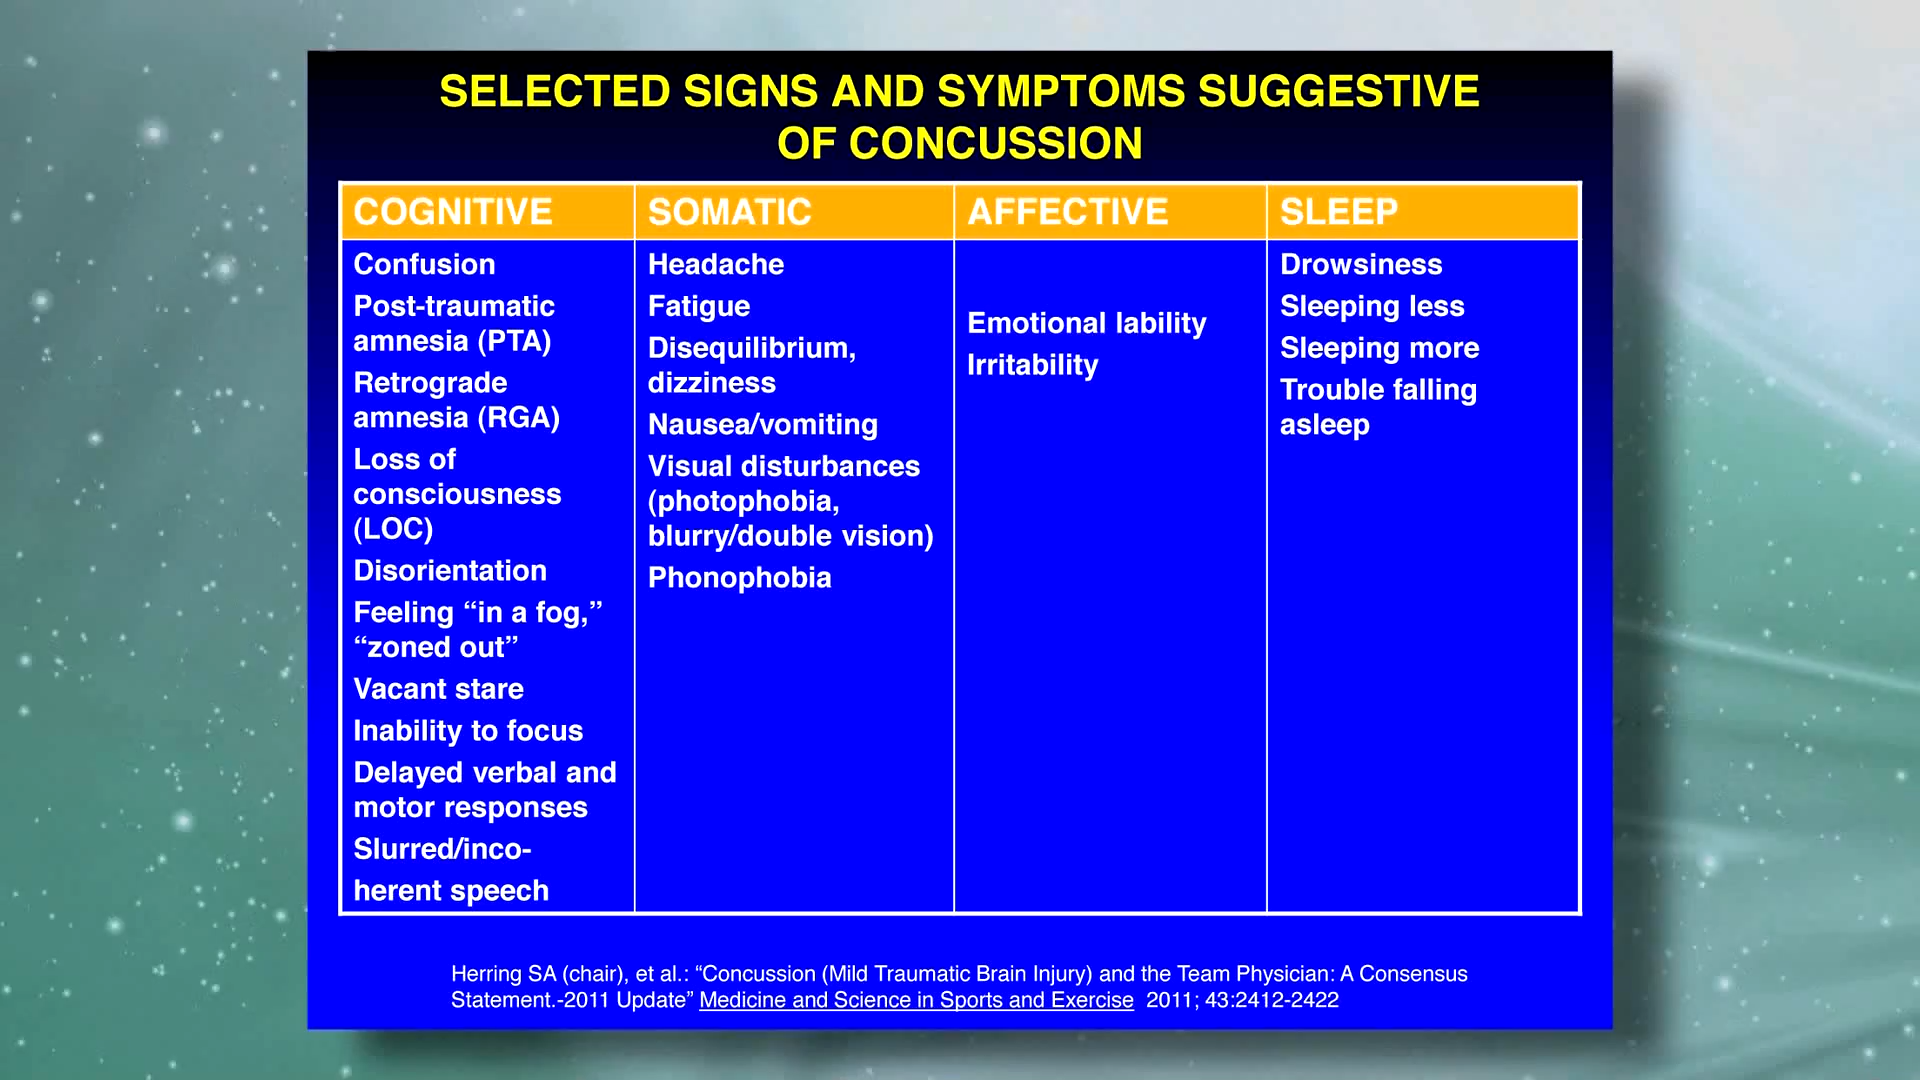 SELECTED SIGNS AND SYMPTOMS SUGGESTIVE
OF CONCUSSION
COGNITIVE
Confusion
Post-traumatic
amnesia (PTA)
Retrograde
amnesia (RGA)
Loss of
consciousness
(LOC)
Disorientation
Feeling “in a fog,”
“zoned out”
Vacant stare
Inability to focus
Delayed verbal and
motor responses
Slurred/inco-
herent speech
SOMATIC
Headache
Fatigue
Disequilibrium,
dizziness
Nausea/vomiting
Visual disturbances
(photophobia,
blurry/double vision)
Phonophobia
AFFECTIVE
Emotional lability
Irritability
SLEEP
Drowsiness
Sleeping less
Sleeping more
Trouble falling
asleep
Herring SA (chair), et al.: “Concussion (Mild Traumatic Brain Injury) and the Team Physician: A Consensus
Statement.-2011 Update” Medicine and Science in Sports and Exercise 2011; 43:2412-2422